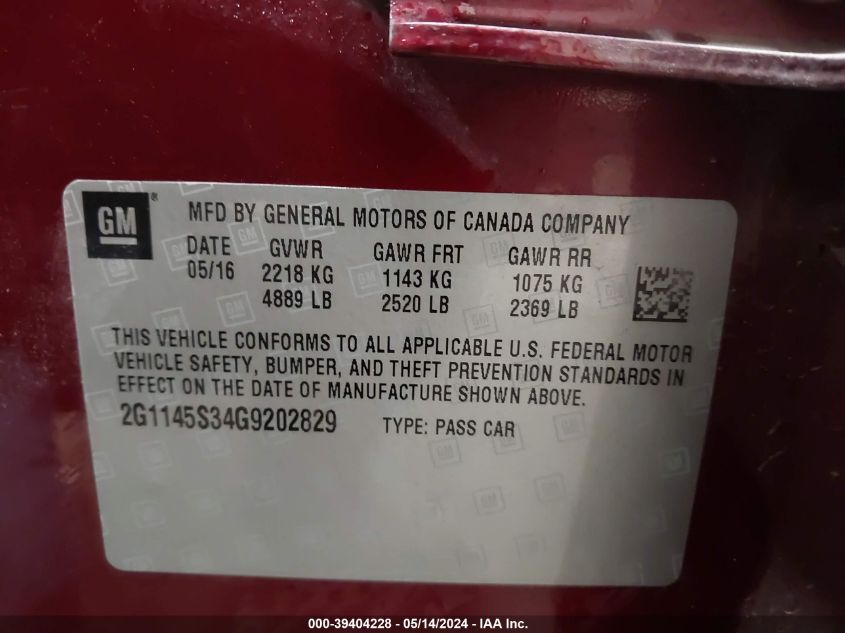 GM ®
MFD BY GENERAL MOTORS OF CANADA COMPANY
DATE GVWR GAWR FRT GAWR RR
05/16 2218 KG 1143 KG 1075 KG
4889 LB 2520 LB 2369 LB
THIS VEHICLE CONFORMS TO ALL APPLICABLE U.S. FEDERAL MOTOR
VEHICLE SAFETY, BUMPER, AND THEFT PREVENTION STANDARDS IN
EFFECT ON THE DATE OF MANUFACTURE SHOWN ABOVE.
2G1145S34G9202829 TYPE: PASS CAR
000-39404228 - 05/14/2024 - IAA Inc.